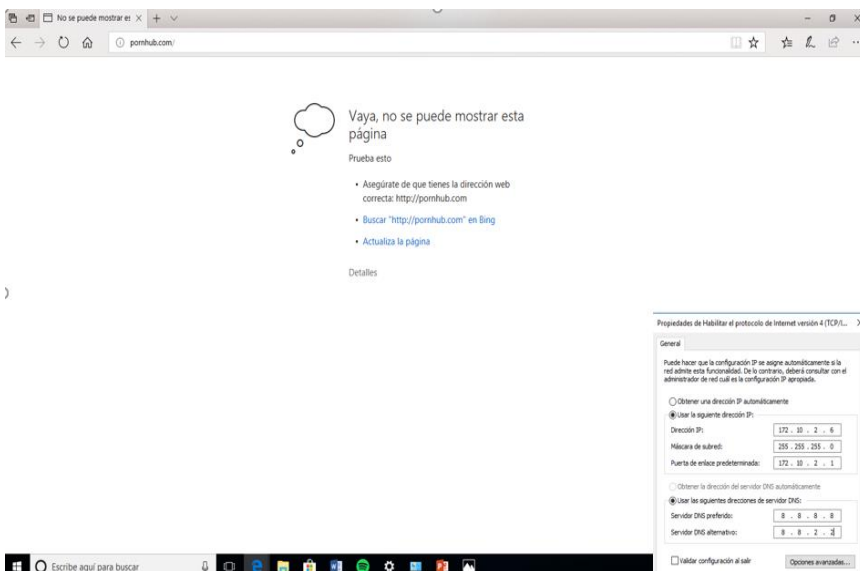 No se puede mostrar es
pornhub.com/
Vaya, no se puede mostrar esta
página
Prueba esto
• Asegúrate de que tienes la dirección web
correcta: http://pornhub.com
• Buscar "http://pornhub.com" en Bing
• Actualiza la página
Detalles
Propiedades de Habilitar el protocolo de Internet versión 4 (TCP/I...
General
Puede hacer que la configuración IP se asigne automáticamente si la
red admite esta funcionalidad. De lo contrario, deberá consultar con el
administrador de red cuál es la configuración IP apropiada.
Obtener una dirección IP automáticamente
Usar la siguiente dirección IP:
Dirección IP: 172 . 10 . 2 . 6
Máscara de subred: 255 . 255 . 255 . 0
Puerta de enlace predeterminada: 172 . 10 . 2 . 1
Obtener la dirección del servidor DNS automáticamente
Usar las siguientes direcciones de servidor DNS:
Servidor DNS preferido: 8 . 8 . 8 . 8
Servidor DNS alternativo: 8 . 8 . 2 . 2
Validar configuración al salir
Opciones avanzadas...
Escribe aquí para buscar